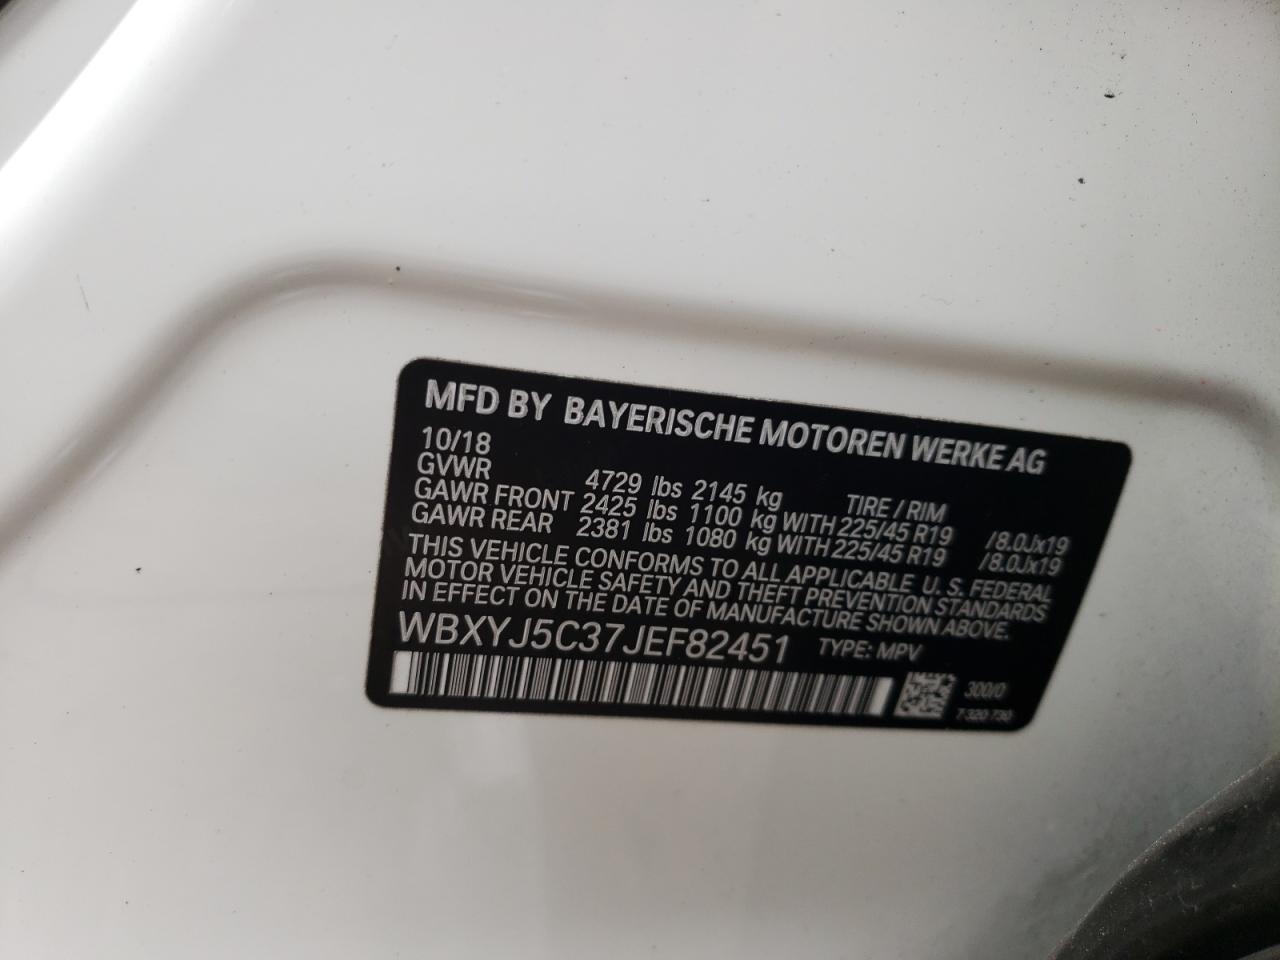 MFD BY BAYERISCHE MOTOREN WERKE AG
10/18
GVWR 4729 lbs 2145 kg TIRE / RIM
GAWR FRONT 2425 lbs 1100 kg WITH 225/45 R19 /8.0Jx19
GAWR REAR 2381 lbs 1080 kg WITH 225/45 R19 /8.0Jx19
THIS VEHICLE CONFORMS TO ALL APPLICABLE U. S. FEDERAL
MOTOR VEHICLE SAFETY AND THEFT PREVENTION STANDARDS
IN EFFECT ON THE DATE OF MANUFACTURE SHOWN ABOVE.
WBXYJ5C37JEF82451 TYPE: MPV
300/0
7 320 730